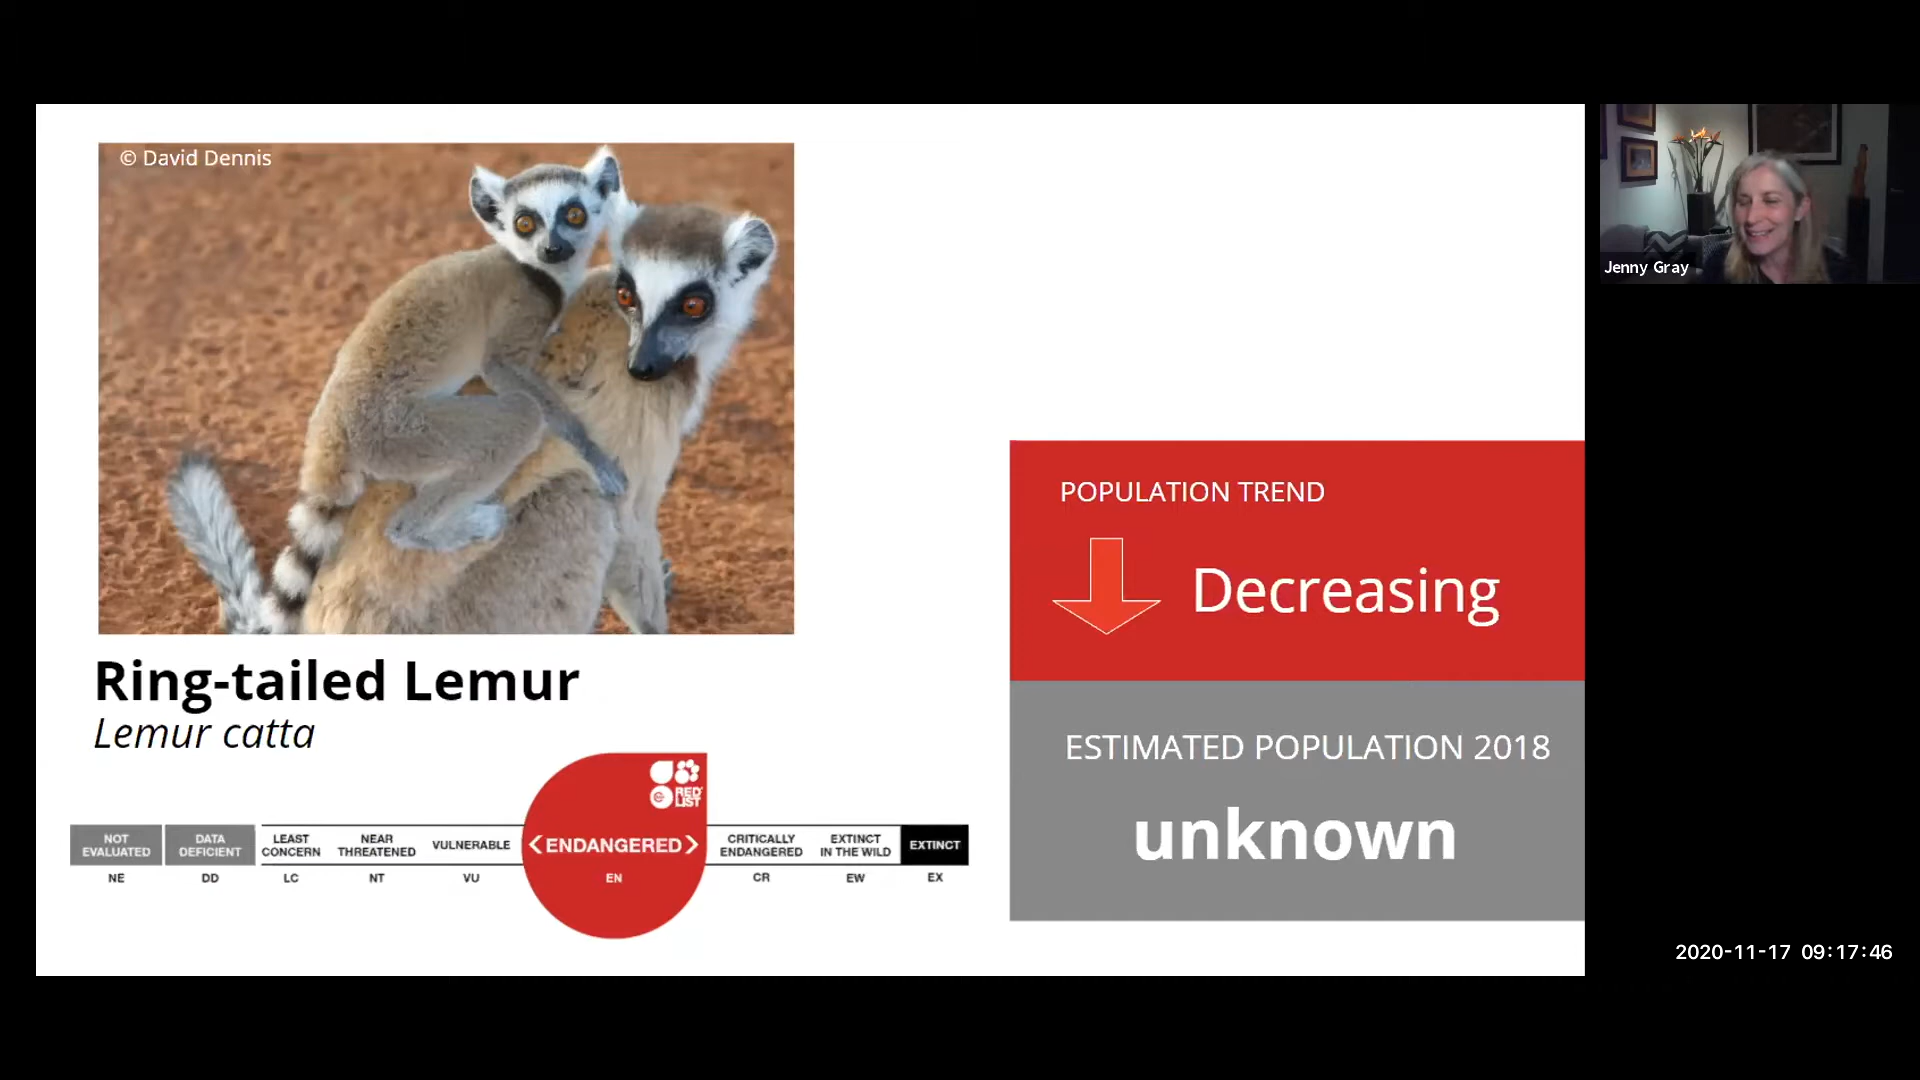 © David Dennis
Jenny Gray
POPULATION TREND
Decreasing
Ring-tailed Lemur
Lemur catta
ESTIMATED POPULATION 2018
unknown
RED
LIST
NOT
EVALUATED
DATA
DEFICIENT
LEAST
CONCERN
NEAR
THREATENED
VULNERABLE
<ENDANGERED>
CRITICALLY
ENDANGERED
EXTINCT
IN THE WILD
EXTINCT
NE
DD
LC
NT
VU
EN
CR
EW
EX
2020-11-17 09:17:46